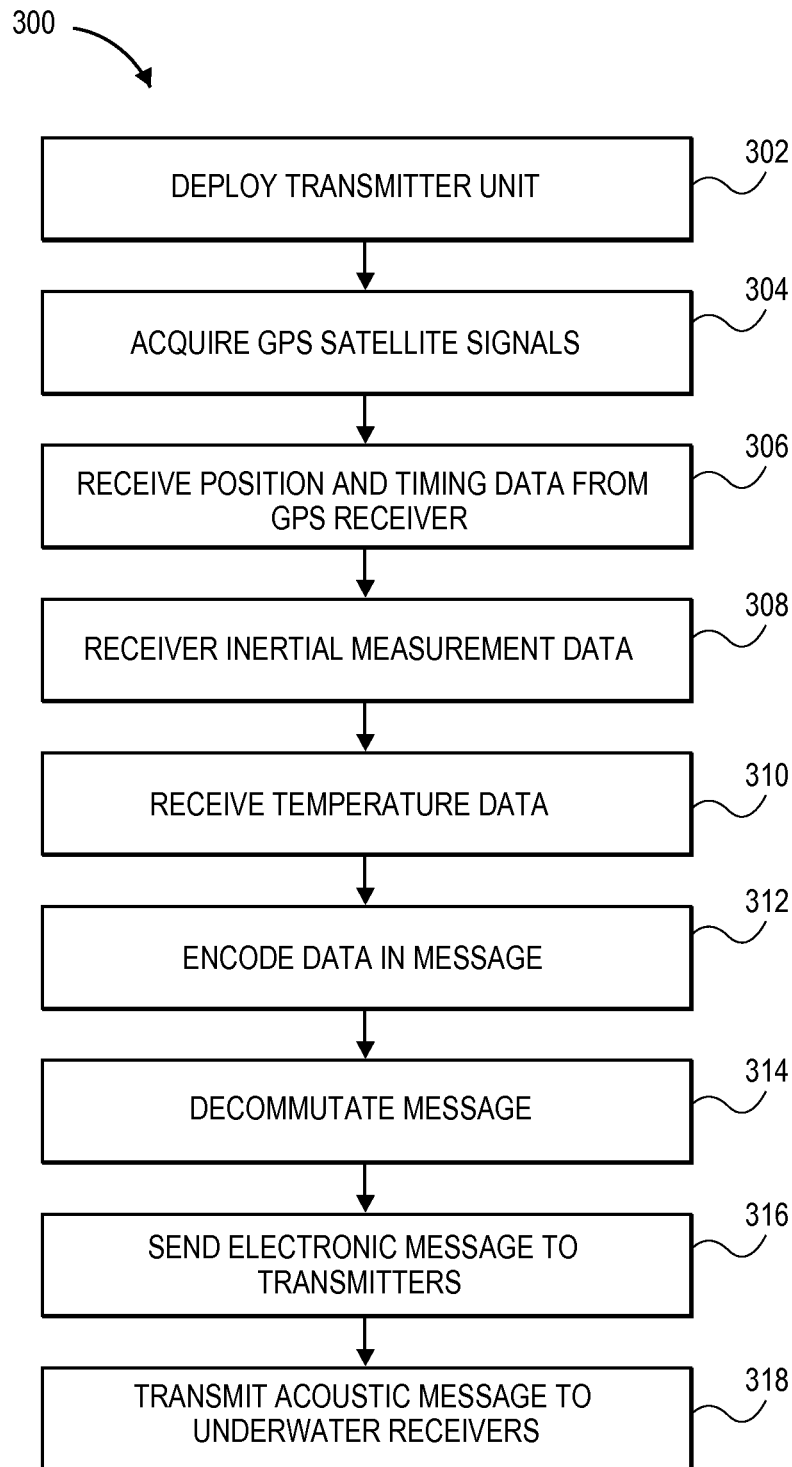 300
302
DEPLOY TRANSMITTER UNIT
304
ACQUIRE GPS SATELLITE SIGNALS
306
RECEIVE POSITION AND TIMING DATA FROM
GPS RECEIVER
308
RECEIVER INERTIAL MEASUREMENT DATA
310
RECEIVE TEMPERATURE DATA
312
ENCODE DATA IN MESSAGE
314
DECOMMUTATE MESSAGE
316
SEND ELECTRONIC MESSAGE TO
TRANSMITTERS
318
TRANSMIT ACOUSTIC MESSAGE TO
UNDERWATER RECEIVERS